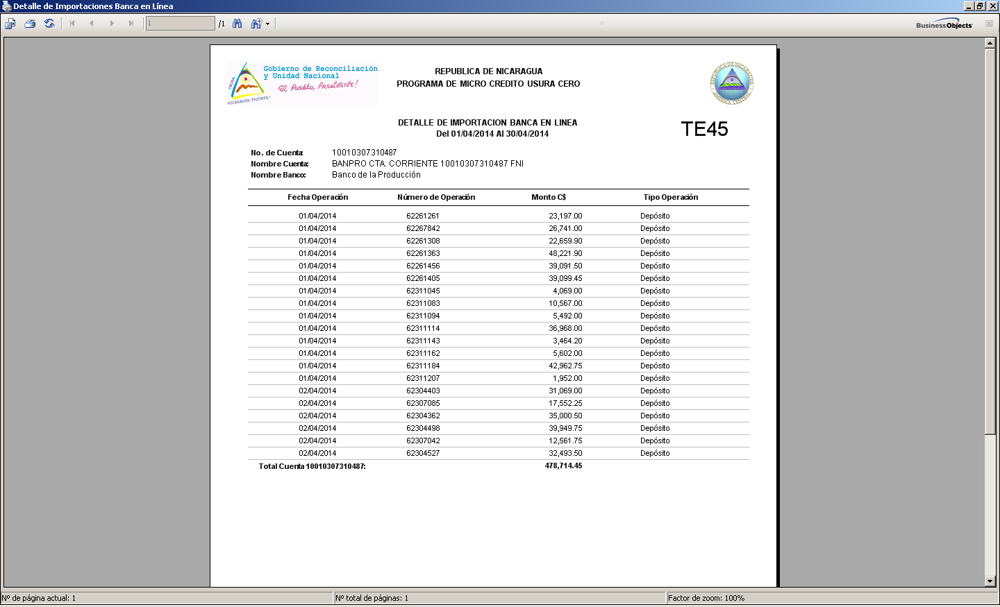 Detalle de Importaciones Banca en Línea
1 /1
BusinessObjects
Gobierno de Reconciliación
y Unidad Nacional
El Pueblo, Presidente!
UNIDA,
NICARAGUA TRIUNFA!
REPUBLICA DE NICARAGUA
PROGRAMA DE MICRO CREDITO USURA CERO
REPUBLICA DE NICARAGUA
AMERICA CENTRAL
DETALLE DE IMPORTACION BANCA EN LINEA
Del 01/04/2014 Al 30/04/2014
TE45
No. de Cuenta: 10010307310487
Nombre Cuenta: BANPRO CTA. CORRIENTE 10010307310487 FNI
Nombre Banco: Banco de la Producción
Fecha Operación Número de Operación Monto C$ Tipo Operación
01/04/2014 62261261 23,197.00 Depósito
01/04/2014 62267842 26,741.00 Depósito
01/04/2014 62261308 22,659.90 Depósito
01/04/2014 62261363 48,221.90 Depósito
01/04/2014 62261456 39,091.50 Depósito
01/04/2014 62261405 39,099.45 Depósito
01/04/2014 62311045 4,069.00 Depósito
01/04/2014 62311083 10,567.00 Depósito
01/04/2014 62311094 5,492.00 Depósito
01/04/2014 62311114 36,968.00 Depósito
01/04/2014 62311143 3,464.20 Depósito
01/04/2014 62311162 5,602.00 Depósito
01/04/2014 62311184 42,962.75 Depósito
01/04/2014 62311207 1,952.00 Depósito
02/04/2014 62304403 31,069.00 Depósito
02/04/2014 62307085 17,552.25 Depósito
02/04/2014 62304362 35,000.50 Depósito
02/04/2014 62304498 39,949.75 Depósito
02/04/2014 62307042 12,561.75 Depósito
02/04/2014 62304527 32,493.50 Depósito
Total Cuenta 10010307310487: 478,714.45
Nº de página actual: 1 Nº total de páginas: 1 Factor de zoom: 100%